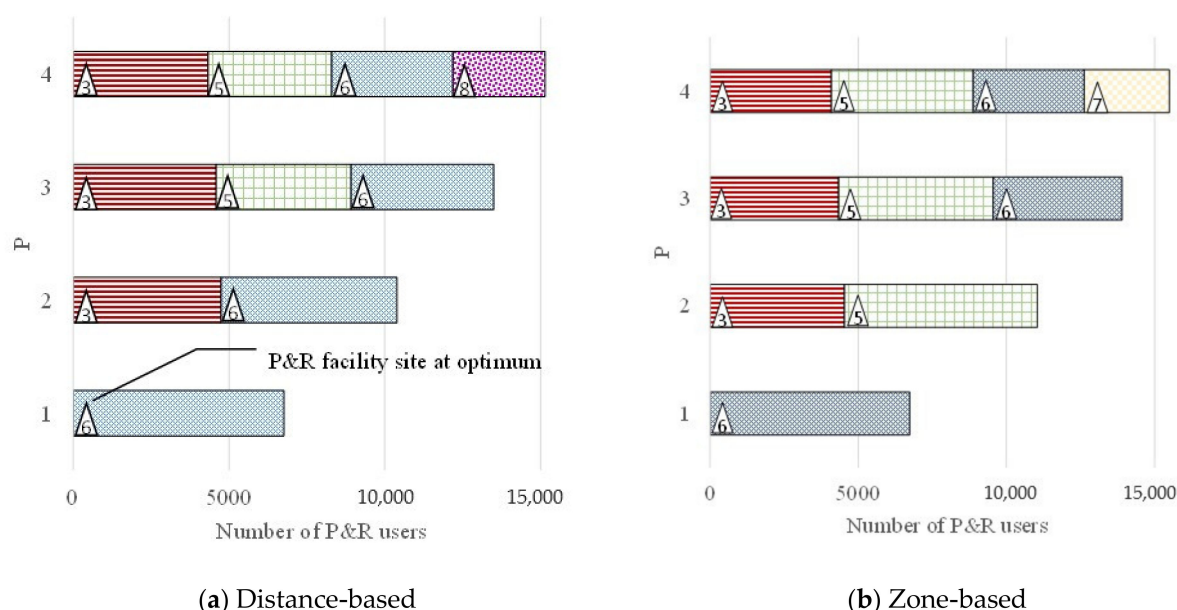 4
3 5 6 8
3
3 5 6
P
2
3 6
P&R facility site at optimum
1
6
0 5000 10,000 15,000
Number of P&R users
(a) Distance-based
4
3 5 6 7
3
3 5 6
P
2
3 5
1
6
0 5000 10,000 15,000
Number of P&R users
(b) Zone-based